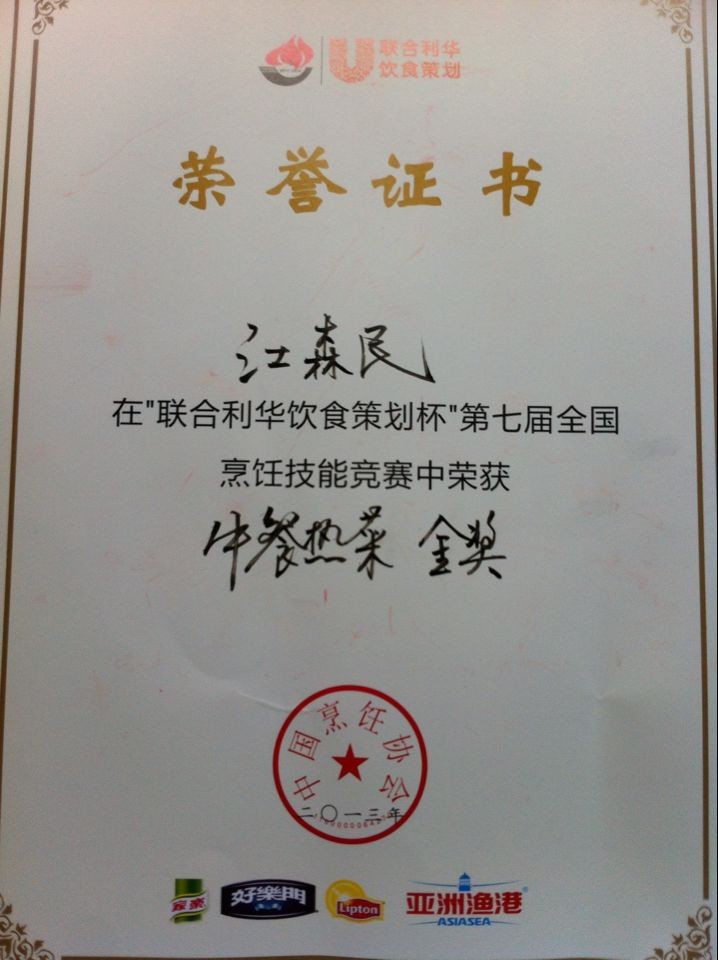 联合利华
饮食策划
荣誉证书
江森民
在"联合利华饮食策划杯"第七届全国
烹饪技能竞赛中荣获
中餐热菜 金奖
中国烹饪协会
二〇一三年
家乐
好樂門
Lipton
亚洲渔港
ASIASEA